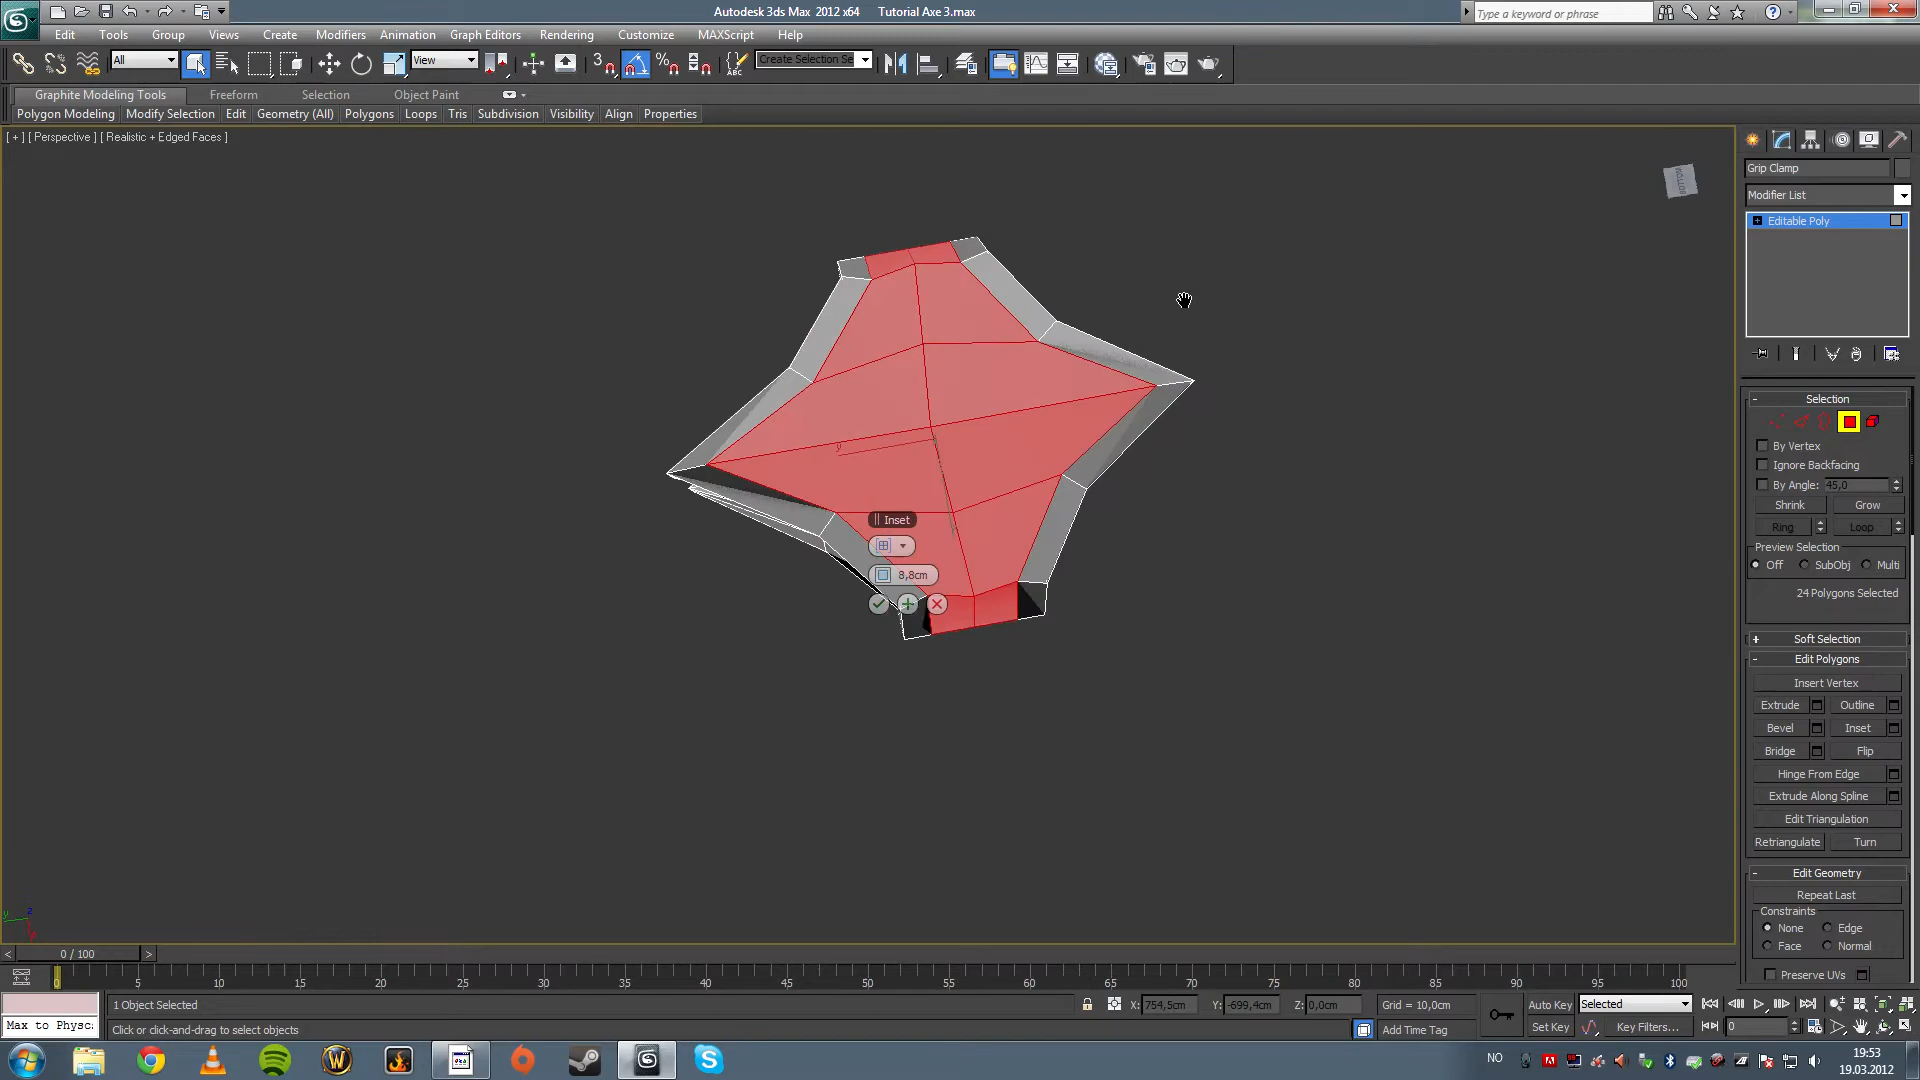 Autodesk 3ds Max 2012 x64 Tutorial Axe 3.max
Type a keyword or phrase
Edit Tools Group Views Create Modifiers Animation Graph Editors Rendering Customize MAXScript Help
All View Create Selection Se
Graphite Modeling Tools Freeform Selection Object Paint
Polygon Modeling Modify Selection Edit Geometry (All) Polygons Loops Tris Subdivision Visibility Align Properties
[ + ] [ Perspective ] [ Realistic + Edged Faces ]
BOTTOM
Grip Clamp
Modifier List
Editable Poly
Selection
By Vertex
Ignore Backfacing
By Angle: 45,0
Shrink Grow
Ring Loop
Preview Selection
Off SubObj Multi
24 Polygons Selected
Soft Selection
Edit Polygons
Insert Vertex
Extrude Outline
Bevel Inset
Bridge Flip
Hinge From Edge
Extrude Along Spline
Edit Triangulation
Retriangulate Turn
Edit Geometry
Repeat Last
Constraints
None Edge
Face Normal
Preserve UVs
Inset
8,8cm
y
z
y
0 / 100
0 5 10 15 20 25 30 35 40 45 50 55 60 65 70 75 80 85 90 95 100
1 Object Selected X: 754,5cm Y: -699,4cm Z: 0,0cm Grid = 10,0cm Auto Key Selected
Max to Physc: Click or click-and-drag to select objects Add Time Tag Set Key Key Filters... 0
NO 19:53
19.03.2012